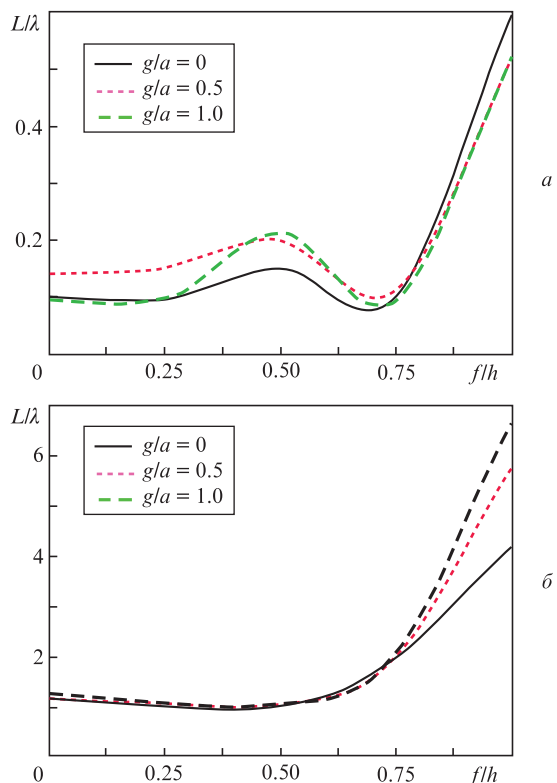 L/λ
g/a = 0
g/a = 0.5
g/a = 1.0
0.4
0.2
0
0.25
0.50
0.75
f/h
а
L/λ
g/a = 0
g/a = 0.5
g/a = 1.0
6
4
2
0
0.25
0.50
0.75
f/h
б